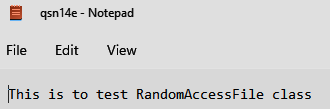 qsn14e - Notepad
File Edit View
This is to test RandomAccessFile class